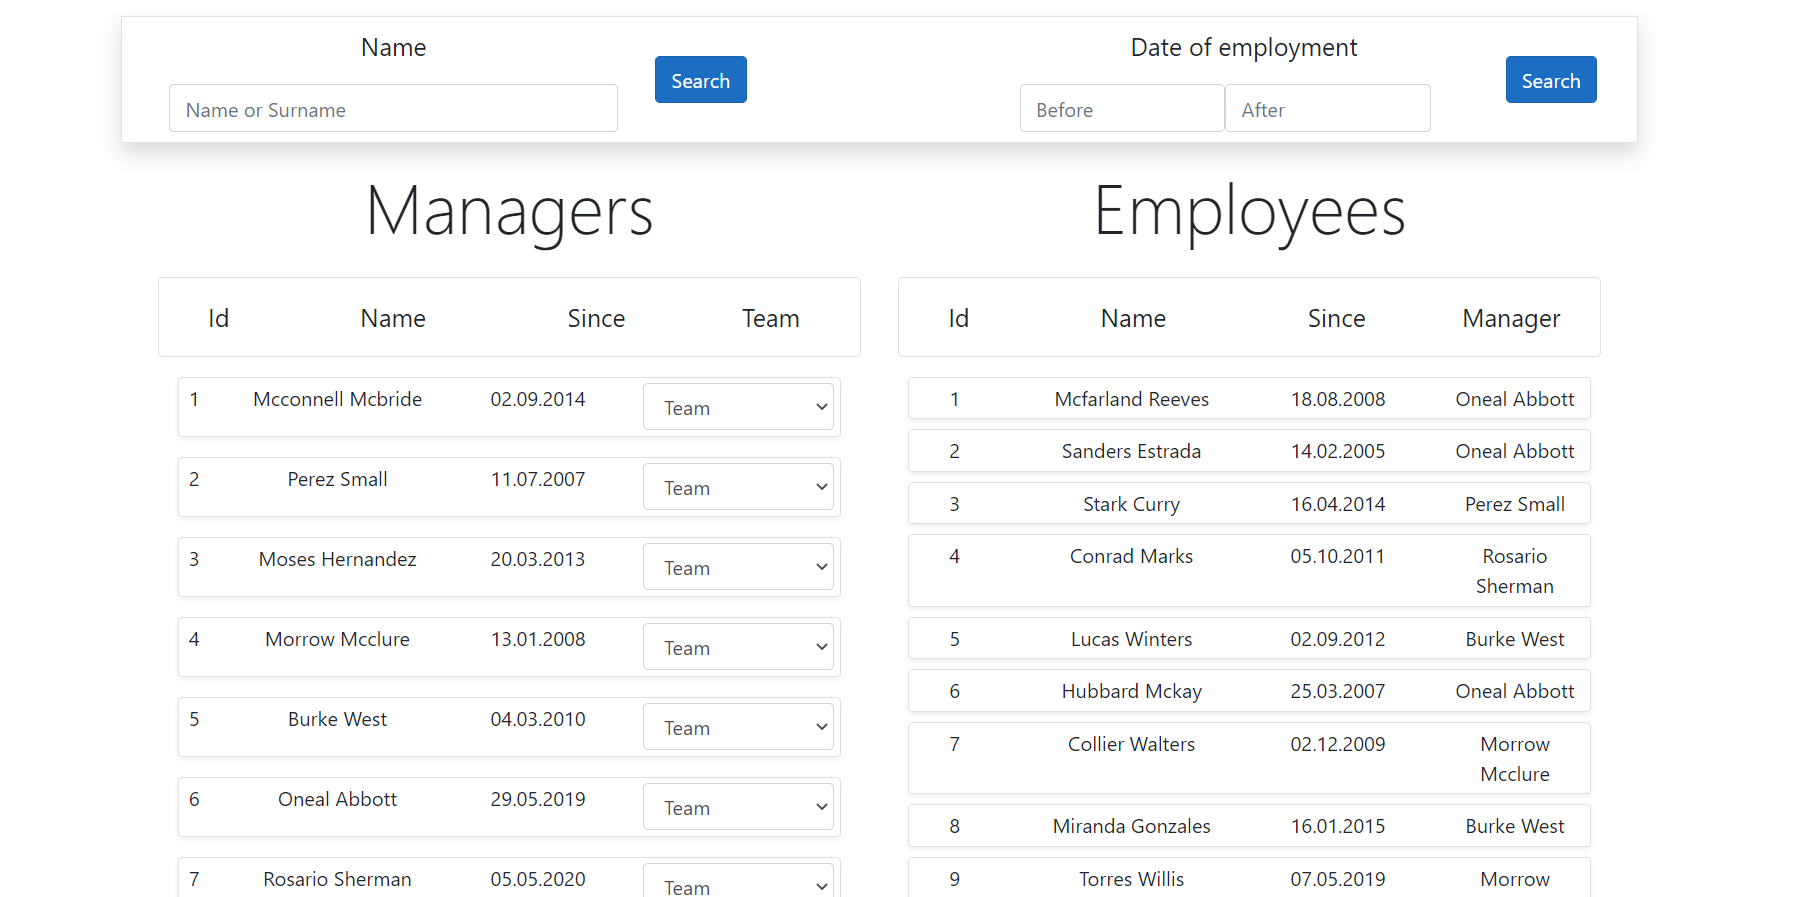 Name
Name or Surname
Search
Date of employment
Before After
Search
Managers
Id Name Since Team
1 Mcconnell Mcbride 02.09.2014 Team
2 Perez Small 11.07.2007 Team
3 Moses Hernandez 20.03.2013 Team
4 Morrow Mcclure 13.01.2008 Team
5 Burke West 04.03.2010 Team
6 Oneal Abbott 29.05.2019 Team
7 Rosario Sherman 05.05.2020 Team
Employees
Id Name Since Manager
1 Mcfarland Reeves 18.08.2008 Oneal Abbott
2 Sanders Estrada 14.02.2005 Oneal Abbott
3 Stark Curry 16.04.2014 Perez Small
4 Conrad Marks 05.10.2011 Rosario
Sherman
5 Lucas Winters 02.09.2012 Burke West
6 Hubbard Mckay 25.03.2007 Oneal Abbott
7 Collier Walters 02.12.2009 Morrow
Mcclure
8 Miranda Gonzales 16.01.2015 Burke West
9 Torres Willis 07.05.2019 Morrow